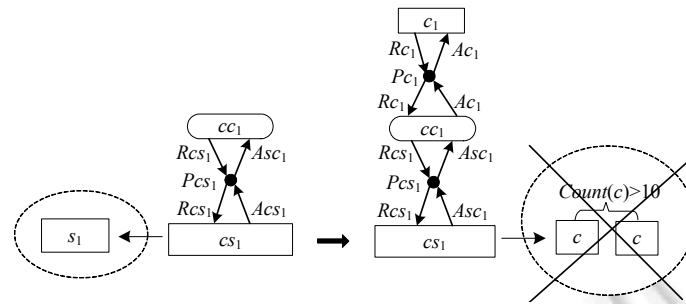 c1
Rc1 Ac1
Pc1
Rc1 Ac1
cc1 cc1
Rcs1 Asc1 Rcs1 Asc1
Pcs1 Pcs1 Count(c)>10
Rcs1 Acs1 Rcs1 Asc1
s1 cs1 cs1 c c